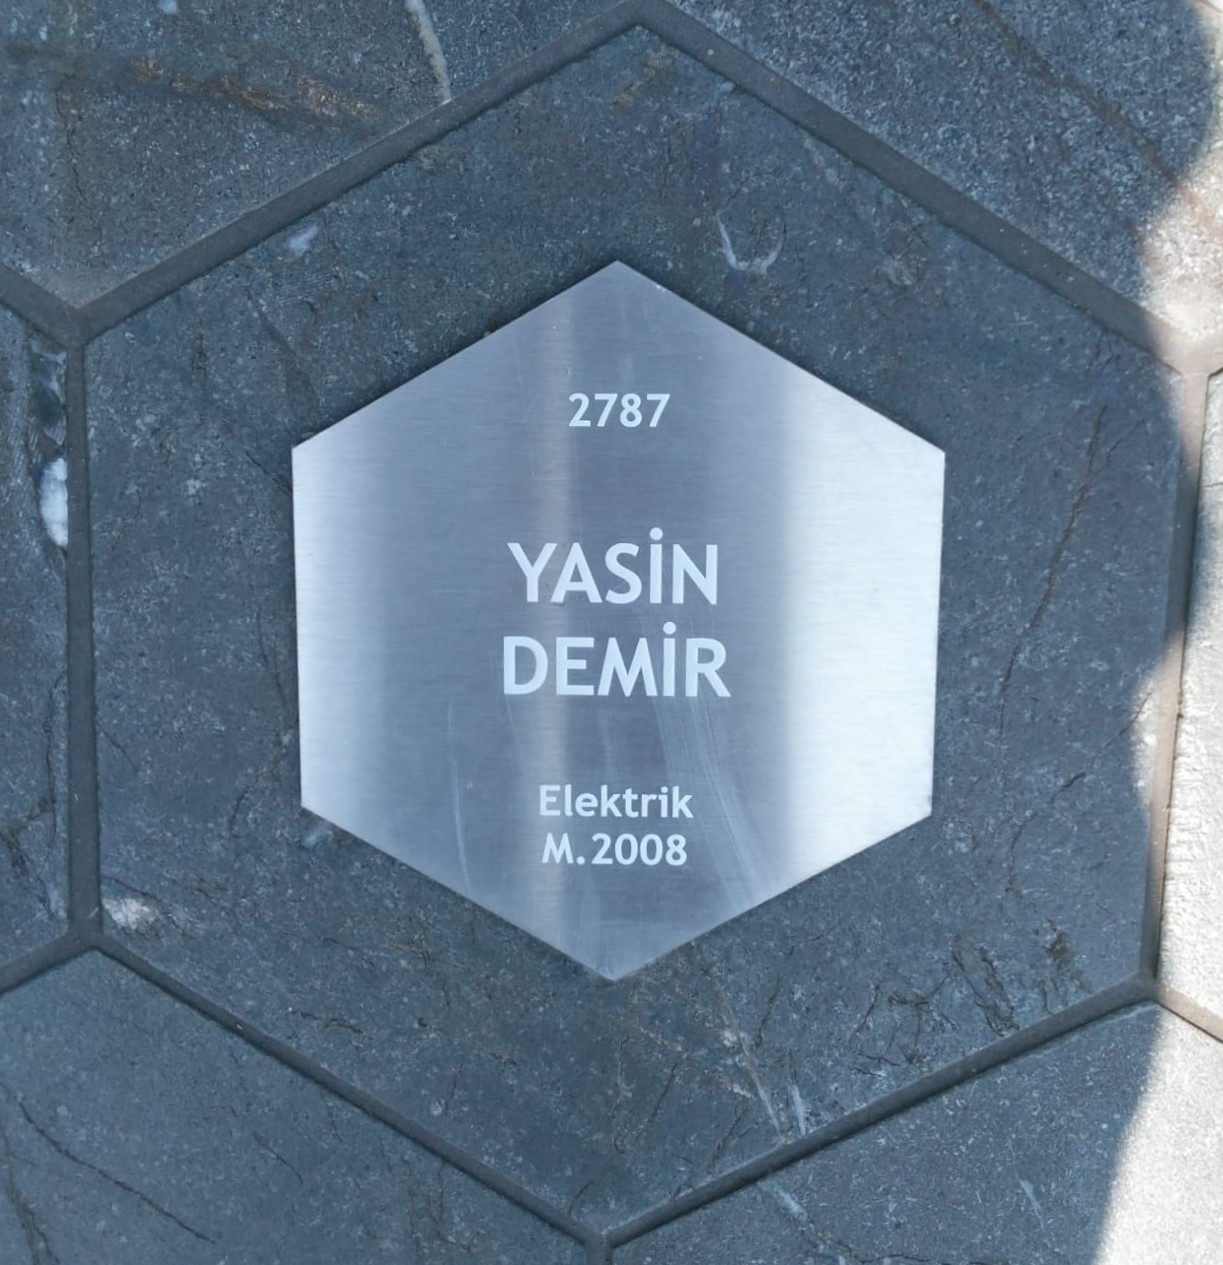 2787
YASİN
DEMİR
Elektrik
M.2008